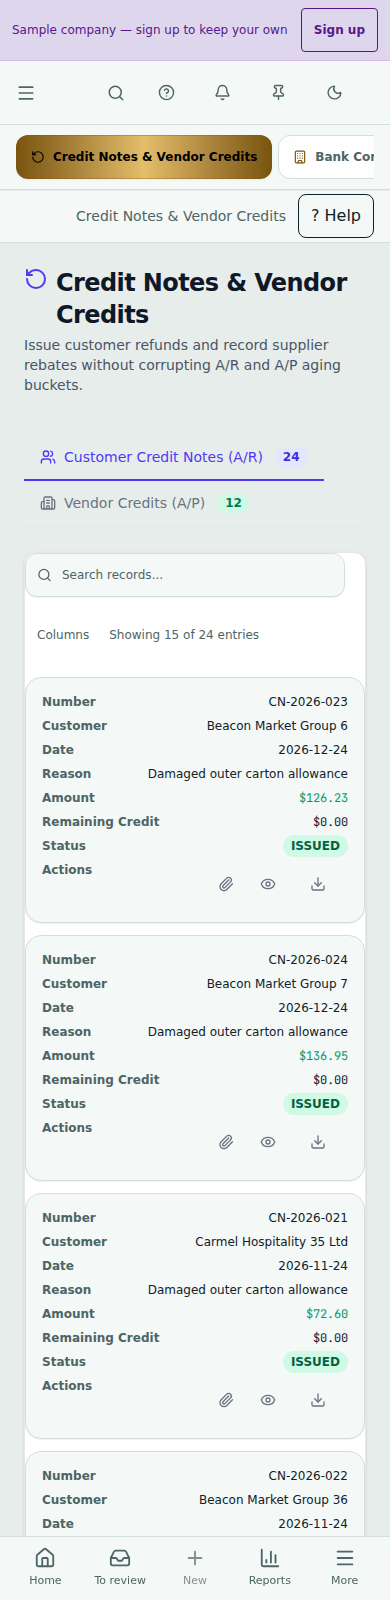 Sample company — sign up to keep your own
Sign up
Credit Notes & Vendor Credits
Bank Cor
Credit Notes & Vendor Credits
? Help
Credit Notes & Vendor
Credits
Issue customer refunds and record supplier
rebates without corrupting A/R and A/P aging
buckets.
Customer Credit Notes (A/R) 24
Vendor Credits (A/P) 12
Search records...
Columns Showing 15 of 24 entries
Number CN-2026-023
Customer Beacon Market Group 6
Date 2026-12-24
Reason Damaged outer carton allowance
Amount $126.23
Remaining Credit $0.00
Status ISSUED
Actions
Number CN-2026-024
Customer Beacon Market Group 7
Date 2026-12-24
Reason Damaged outer carton allowance
Amount $136.95
Remaining Credit $0.00
Status ISSUED
Actions
Number CN-2026-021
Customer Carmel Hospitality 35 Ltd
Date 2026-11-24
Reason Damaged outer carton allowance
Amount $72.60
Remaining Credit $0.00
Status ISSUED
Actions
Number CN-2026-022
Customer Beacon Market Group 36
Date 2026-11-24
Home To review New Reports More